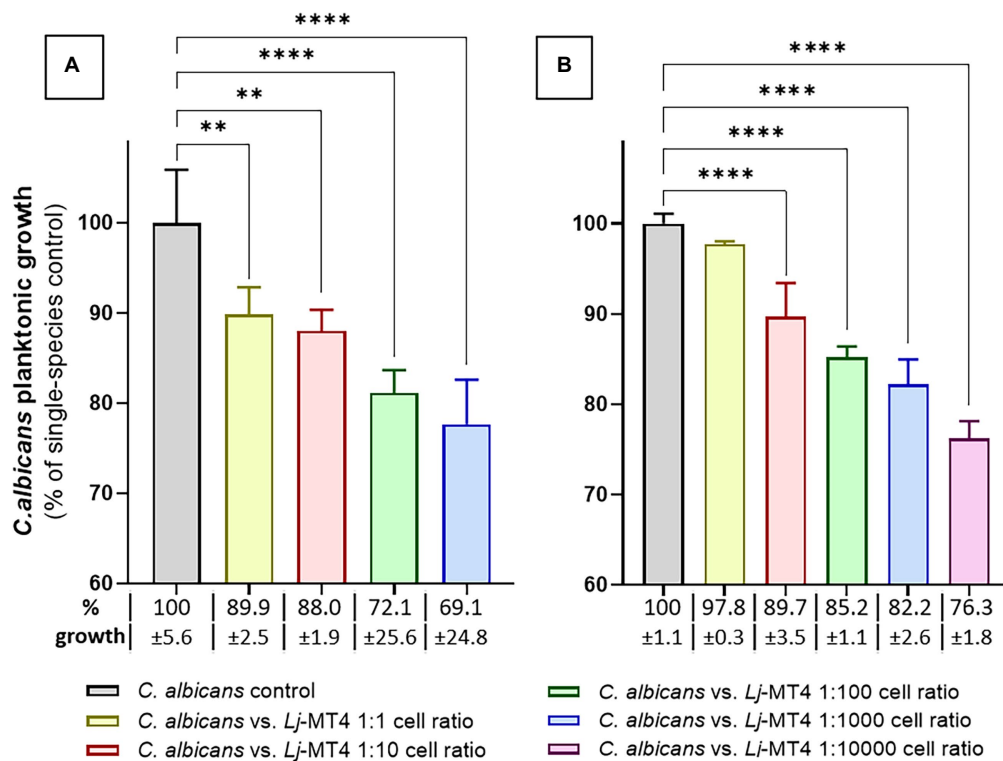 A
****
****
**
**
B
****
****
****
****
C.albicans planktonic growth
(% of single-species control)
100
90
80
70
60
100
90
80
70
60
% 100 89.9 88.0 72.1 69.1
growth ±5.6 ±2.5 ±1.9 ±25.6 ±24.8
100 97.8 89.7 85.2 82.2 76.3
±1.1 ±0.3 ±3.5 ±1.1 ±2.6 ±1.8
C. albicans control
C. albicans vs. Lj-MT4 1:1 cell ratio
C. albicans vs. Lj-MT4 1:10 cell ratio
C. albicans vs. Lj-MT4 1:100 cell ratio
C. albicans vs. Lj-MT4 1:1000 cell ratio
C. albicans vs. Lj-MT4 1:10000 cell ratio